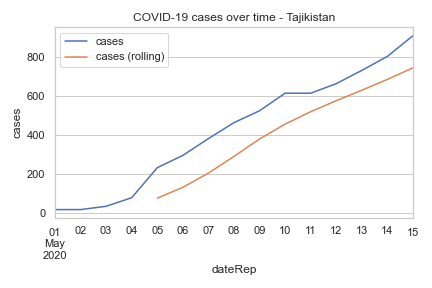 COVID-19 cases over time - Tajikistan
cases
cases (rolling)
cases
800
600
400
200
0
01 02 03 04 05 06 07 08 09 10 11 12 13 14 15
May
2020
dateRep